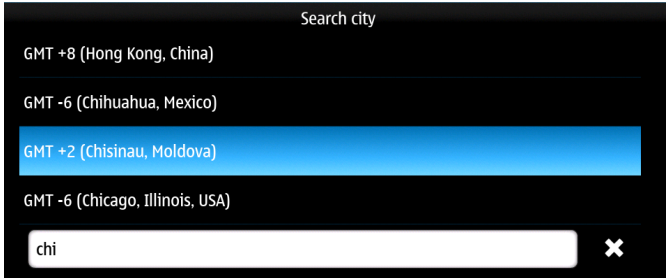 Search city
GMT +8 (Hong Kong, China)
GMT -6 (Chihuahua, Mexico)
GMT +2 (Chisinau, Moldova)
GMT -6 (Chicago, Illinois, USA)
chi